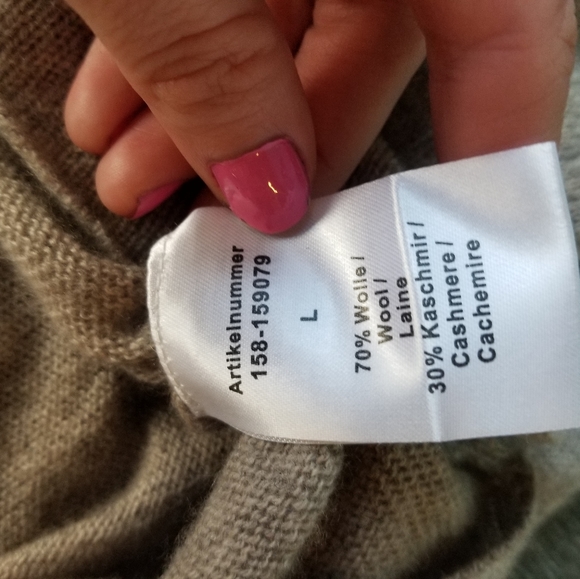 Artikelnummer
158-159079
L
70% Wolle /
Wool /
Laine
30% Kaschmir /
Cashmere /
Cachemire